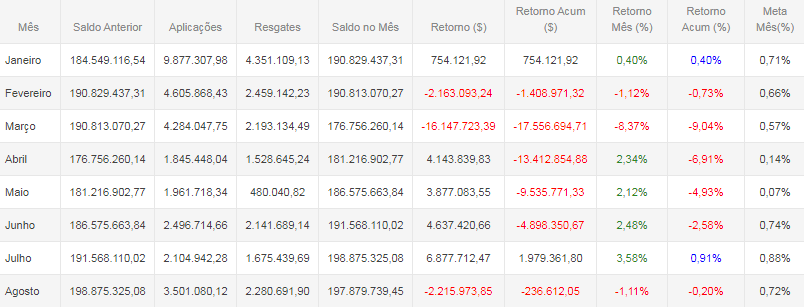 Mês Saldo Anterior Aplicações Resgates Saldo no Mês Retorno ($) Retorno Acum ($) Retorno Mês (%) Retorno Acum (%) Meta Mês(%)
Janeiro 184.549.116,54 9.877.307,98 4.351.109,13 190.829.437,31 754.121,92 754.121,92 0,40% 0,40% 0,71%
Fevereiro 190.829.437,31 4.605.868,43 2.459.142,23 190.813.070,27 -2.163.093,24 -1.408.971,32 -1,12% -0,73% 0,66%
Março 190.813.070,27 4.284.047,75 2.193.134,49 176.756.260,14 -16.147.723,39 -17.556.694,71 -8,37% -9,04% 0,57%
Abril 176.756.260,14 1.845.448,04 1.528.645,24 181.216.902,77 4.143.839,83 -13.412.854,88 2,34% -6,91% 0,14%
Maio 181.216.902,77 1.961.718,34 480.040,82 186.575.663,84 3.877.083,55 -9.535.771,33 2,12% -4,93% 0,07%
Junho 186.575.663,84 2.496.714,66 2.141.689,14 191.568.110,02 4.637.420,66 -4.898.350,67 2,48% -2,58% 0,74%
Julho 191.568.110,02 2.104.942,28 1.675.439,69 198.875.325,08 6.877.712,47 1.979.361,80 3,58% 0,91% 0,88%
Agosto 198.875.325,08 3.501.080,12 2.280.691,90 197.879.739,45 -2.215.973,85 -236.612,05 -1,11% -0,20% 0,72%